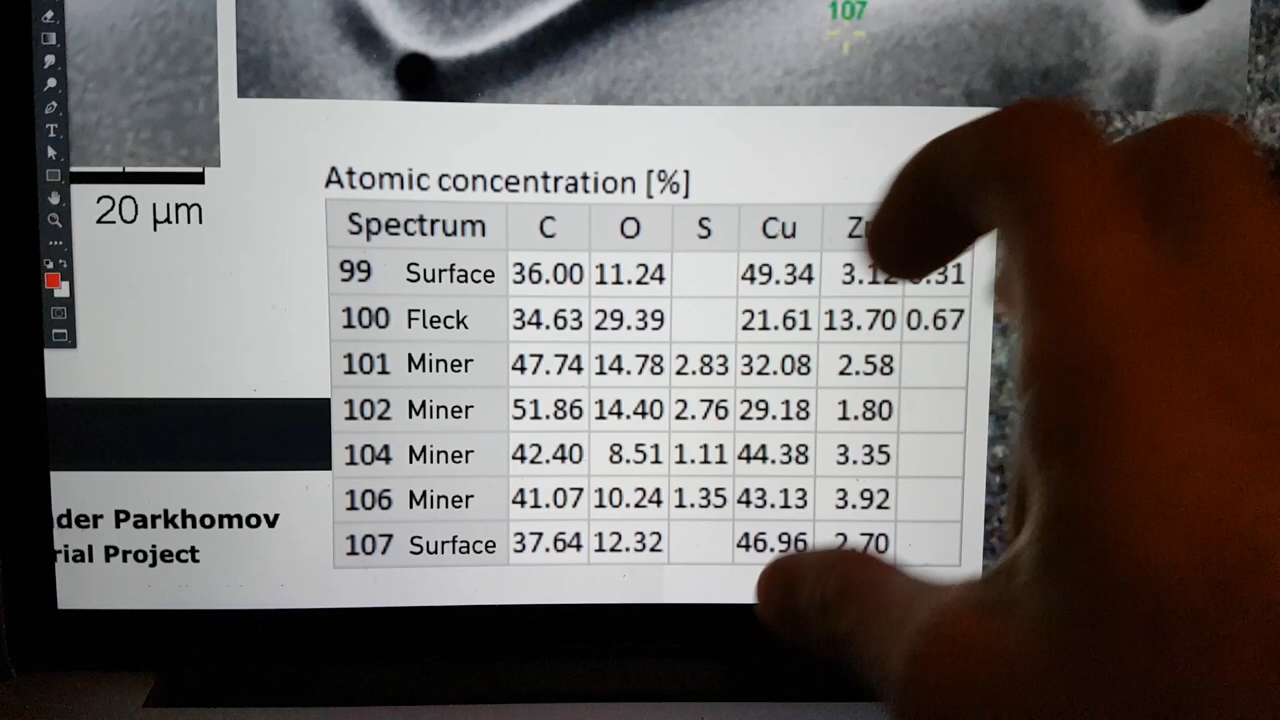 107
20 µm
Atomic concentration [%]
Spectrum C O S Cu
99 Surface 36.00 11.24 49.34 3.12
100 Fleck 34.63 29.39 21.61 13.70 0.67
101 Miner 47.74 14.78 2.83 32.08 2.58
102 Miner 51.86 14.40 2.76 29.18 1.80
104 Miner 42.40 8.51 1.11 44.38 3.35
106 Miner 41.07 10.24 1.35 43.13 3.92
107 Surface 37.64 12.32 46.96 2.70
Parkhomov
Project